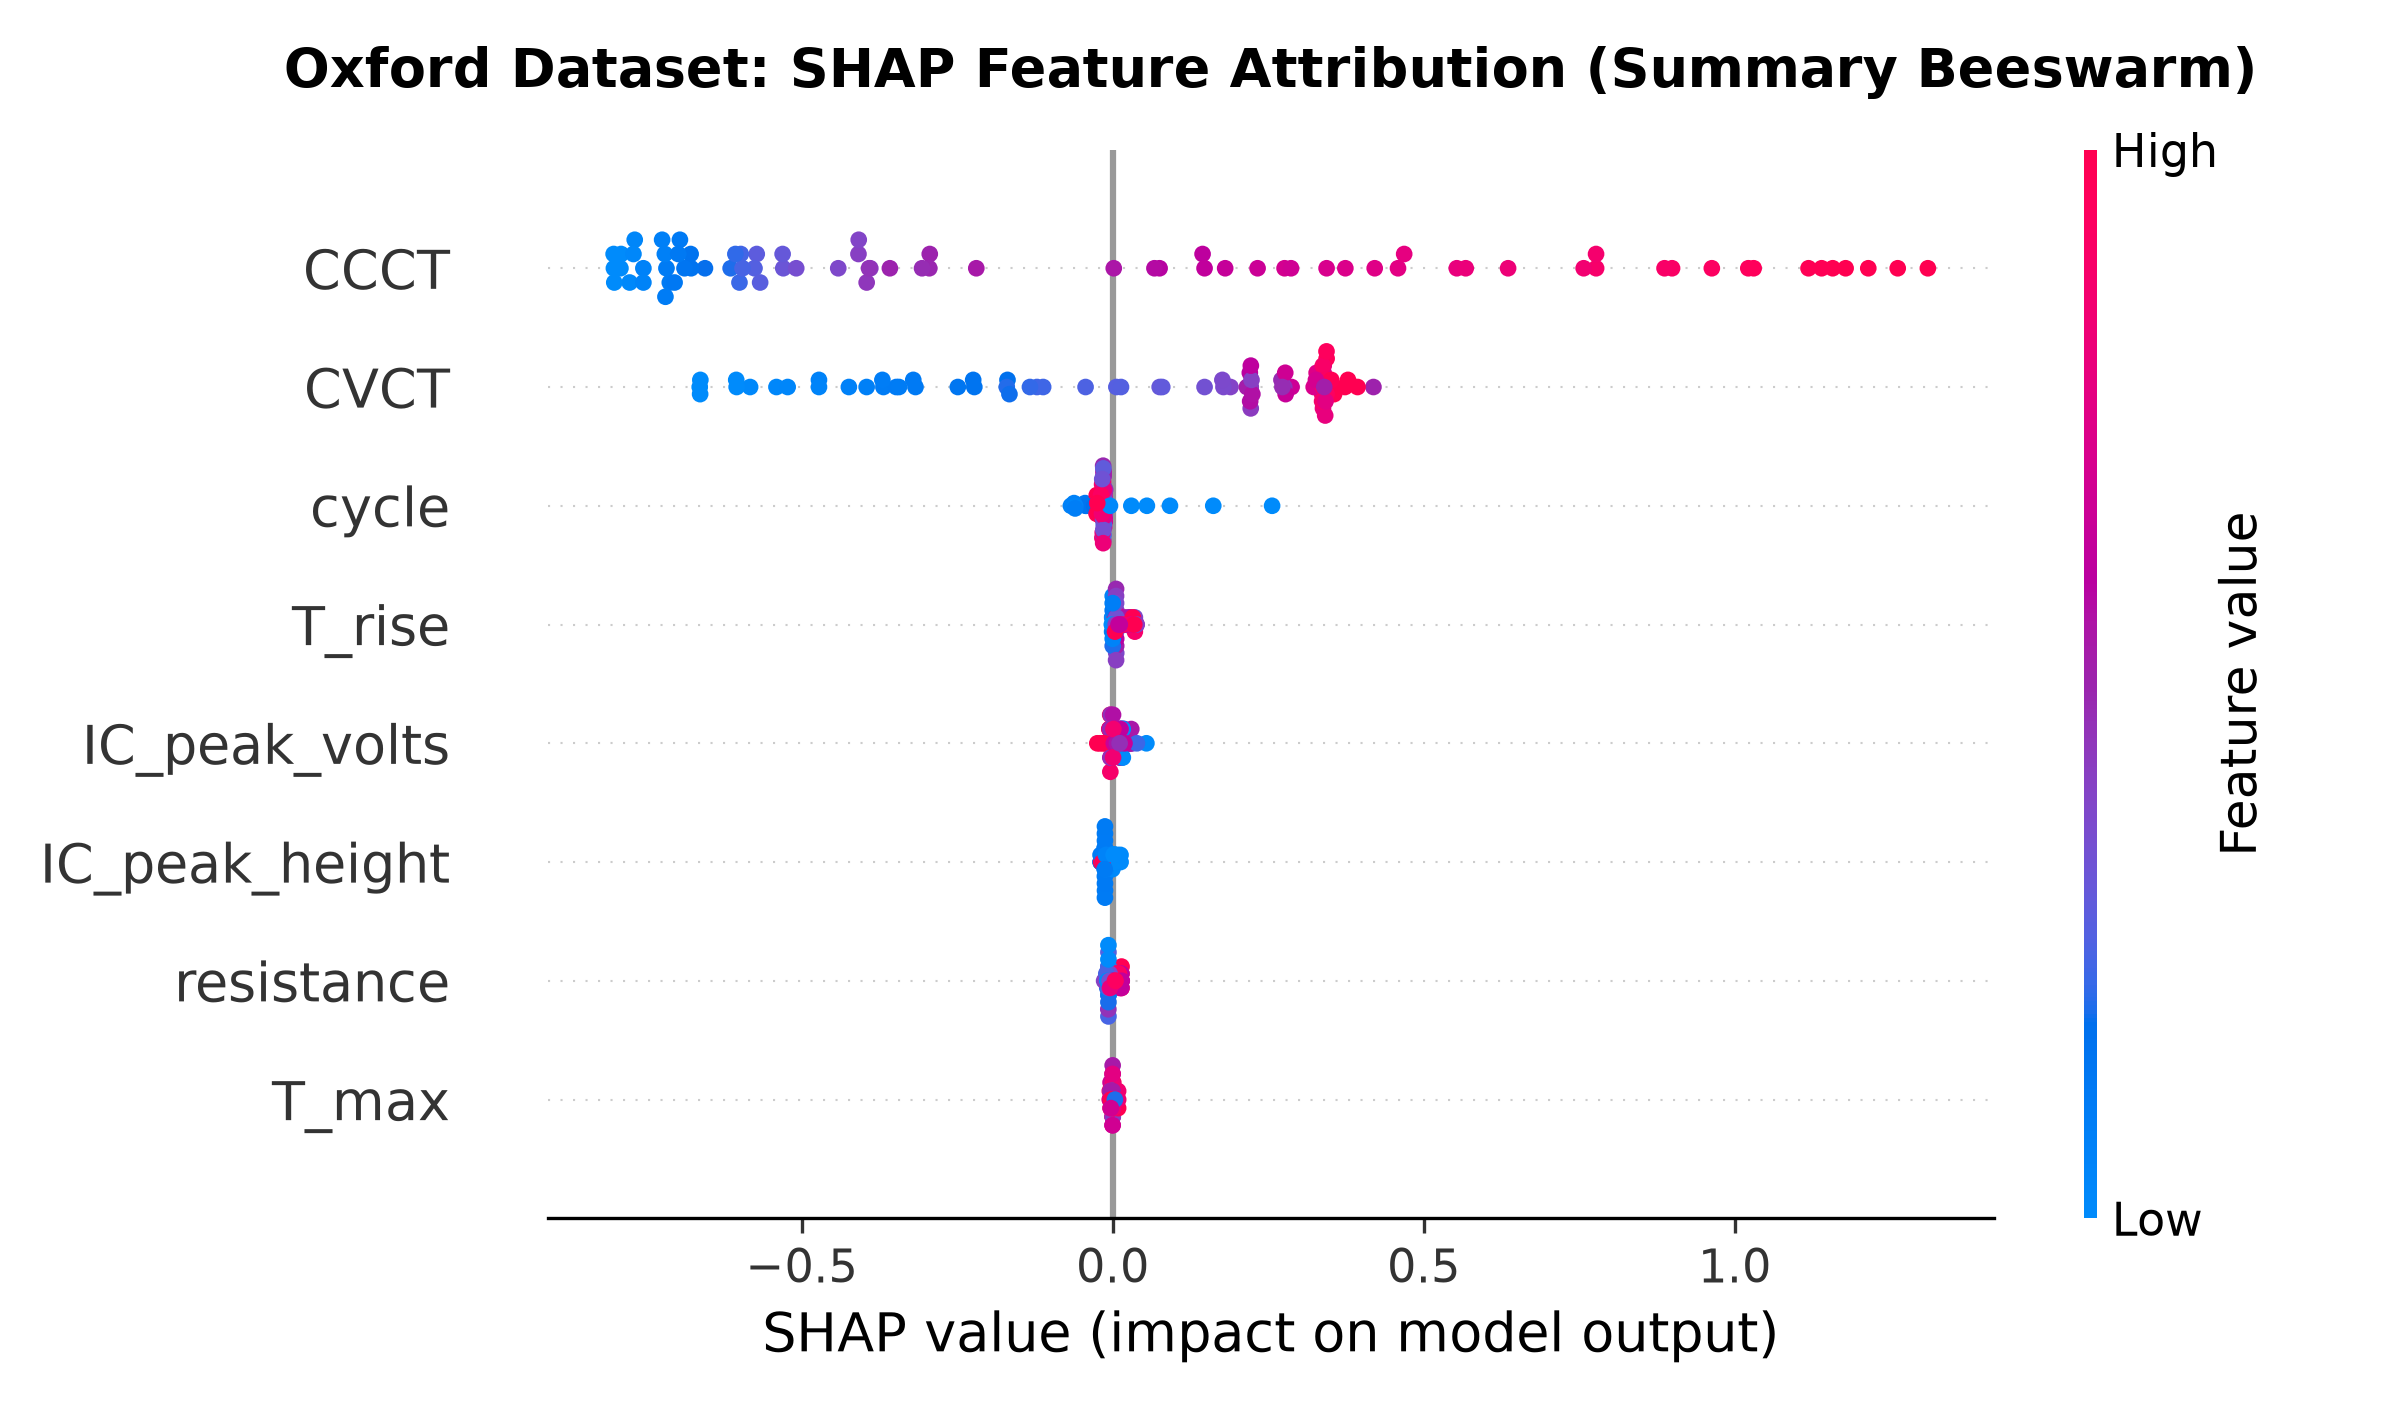 Oxford Dataset: SHAP Feature Attribution (Summary Beeswarm)
High
CCCT
CVCT
cycle
T_rise
IC_peak_volts
IC_peak_height
resistance
T_max
Feature value
Low
−0.5 0.0 0.5 1.0
SHAP value (impact on model output)